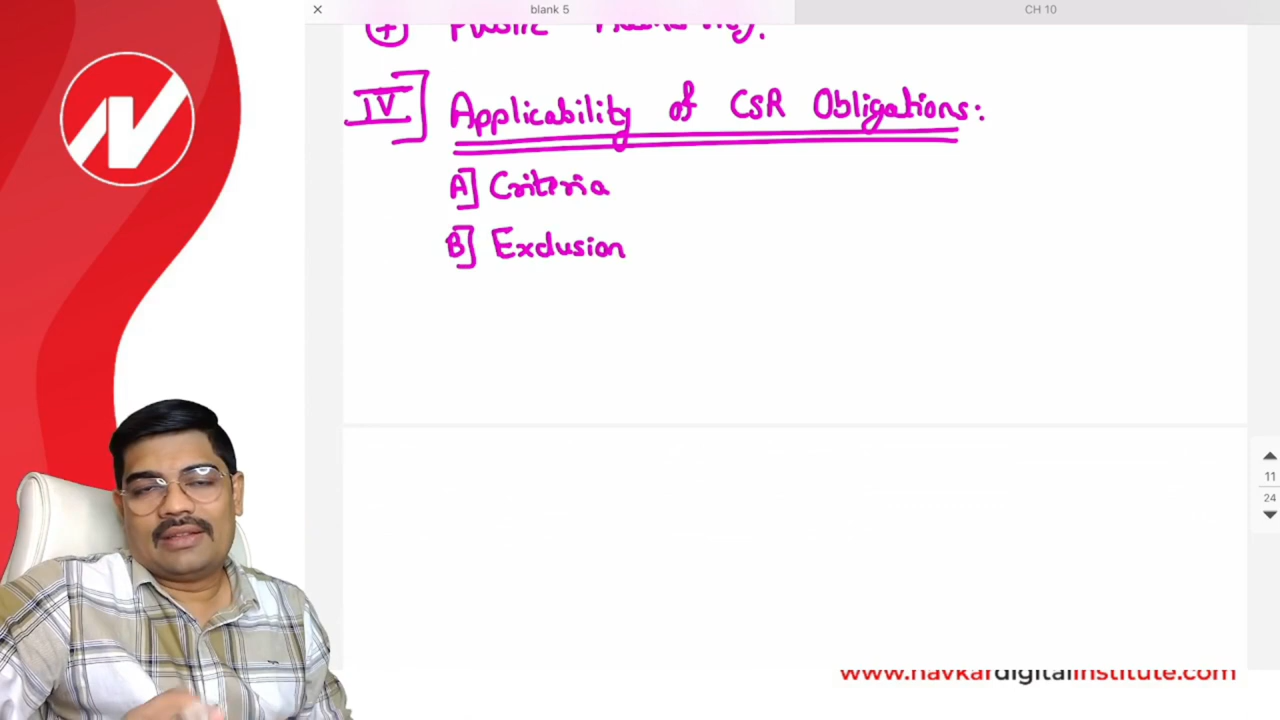 blank 5
CH 10
IV] Applicability of CSR Obligations:
A] Criteria
B] Exclusion
11
24
www.navkardigitalinstitute.com